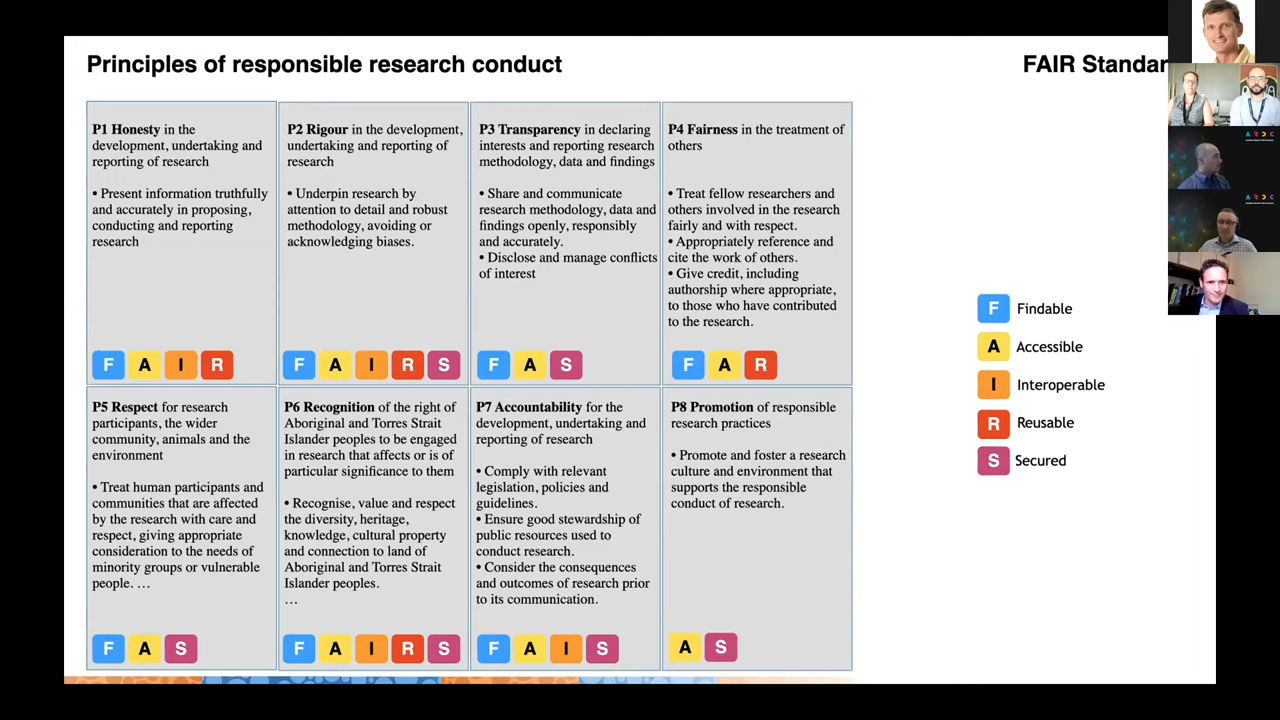 Principles of responsible research conduct
FAIR Standar
P1 Honesty in the
development, undertaking and
reporting of research
• Present information truthfully
and accurately in proposing,
conducting and reporting
research
F A I R
P2 Rigour in the development,
undertaking and reporting of
research
• Underpin research by
attention to detail and robust
methodology, avoiding or
acknowledging biases.
F A I R S
P3 Transparency in declaring
interests and reporting research
methodology, data and findings
• Share and communicate
research methodology, data and
findings openly, responsibly
and accurately.
• Disclose and manage conflicts
of interest
F A S
P4 Fairness in the treatment of
others
• Treat fellow researchers and
others involved in the research
fairly and with respect.
• Appropriately reference and
cite the work of others.
• Give credit, including
authorship where appropriate,
to those who have contributed
to the research.
F A R
P5 Respect for research
participants, the wider
community, animals and the
environment
• Treat human participants and
communities that are affected
by the research with care and
respect, giving appropriate
consideration to the needs of
minority groups or vulnerable
people. …
F A S
P6 Recognition of the right of
Aboriginal and Torres Strait
Islander peoples to be engaged
in research that affects or is of
particular significance to them
• Recognise, value and respect
the diversity, heritage,
knowledge, cultural property
and connection to land of
Aboriginal and Torres Strait
Islander peoples.
…
F A I R S
P7 Accountability for the
development, undertaking and
reporting of research
• Comply with relevant
legislation, policies and
guidelines.
• Ensure good stewardship of
public resources used to
conduct research.
• Consider the consequences
and outcomes of research prior
to its communication.
F A I S
P8 Promotion of responsible
research practices
• Promote and foster a research
culture and environment that
supports the responsible
conduct of research.
A S
F Findable
A Accessible
I Interoperable
R Reusable
S Secured
ARDC
ARDC